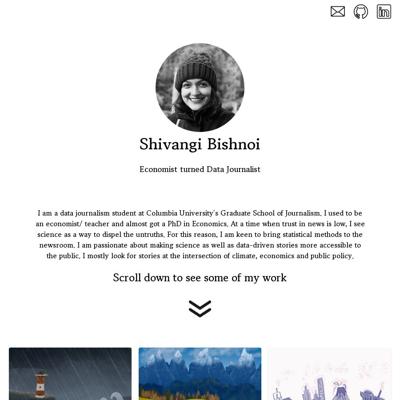 Shivangi Bishnoi
Economist turned Data Journalist
I am a data journalism student at Columbia University's Graduate School of Journalism. I used to be
an economist/ teacher and almost got a PhD in Economics. At a time when trust in news is low, I see
science as a way to dispel the untruths. For this reason, I am keen to bring statistical methods to the
newsroom. I am passionate about making science as well as data-driven stories more accessible to
the public. I mostly look for stories at the intersection of climate, economics and public policy.
Scroll down to see some of my work